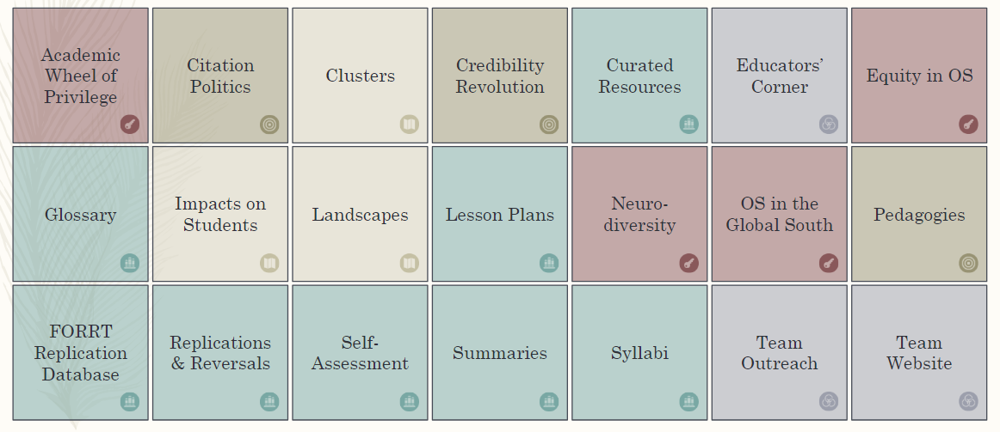 Academic
Wheel of
Privilege
Citation
Politics
Clusters
Credibility
Revolution
Curated
Resources
Educators’
Corner
Equity in OS
Glossary
Impacts on
Students
Landscapes
Lesson Plans
Neuro-
diversity
OS in the
Global South
Pedagogies
FORRT
Replication
Database
Replications
& Reversals
Self-
Assessment
Summaries
Syllabi
Team
Outreach
Team
Website